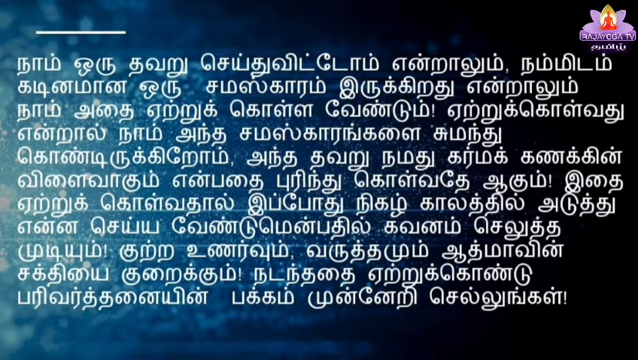 RAJAYOGA TV
தமிழ்
நாம் ஒரு தவறு செய்துவிட்டோம் என்றாலும், நம்மிடம்
கடினமான ஒரு சமஸ்காரம் இருக்கிறது என்றாலும்
நாம் அதை ஏற்றுக் கொள்ள வேண்டும்! ஏற்றுக்கொள்வது
என்றால் நாம் அந்த சமஸ்காரங்களை சுமந்து
கொண்டிருக்கிறோம், அந்த தவறு நமது கர்மக் கணக்கின்
விளைவாகும் என்பதை புரிந்து கொள்வதே ஆகும்! இதை
ஏற்றுக் கொள்வதால் இப்போது நிகழ் காலத்தில் அடுத்து
என்ன செய்ய வேண்டுமென்பதில் கவனம் செலுத்த
முடியும்! குற்ற உணர்வும், வருத்தமும் ஆத்மாவின்
சக்தியை குறைக்கும்! நடந்ததை ஏற்றுக்கொண்டு
பரிவர்த்தனையின் பக்கம் முன்னேறி செல்லுங்கள்!